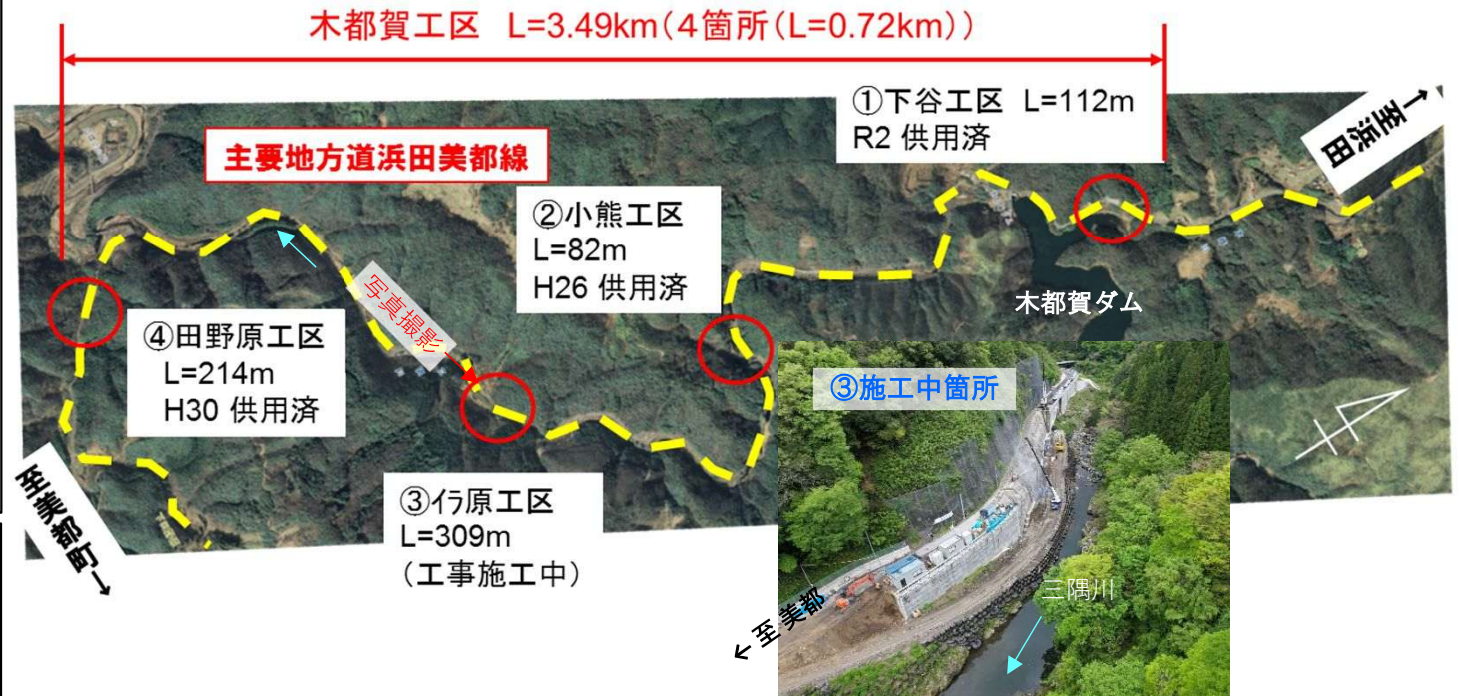 木都賀工区 L=3.49km(4箇所(L=0.72km))
①下谷工区 L=112m
R2 供用済
←至浜田
主要地方道浜田美都線
②小熊工区
L=82m
H26 供用済
木都賀ダム
写真撮影
④田野原工区
L=214m
H30 供用済
③施工中箇所
至美都町→
③イラ原工区
L=309m
(工事施工中)
三隅川
←至 美都